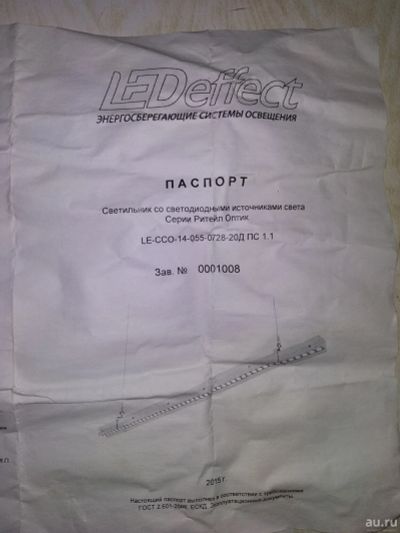 LEDeffect
ЭНЕРГОСБЕРЕГАЮЩИЕ СИСТЕМЫ ОСВЕЩЕНИЯ
ПАСПОРТ
Светильник со светодиодными источниками света
Серии Ритейл Оптик
LE-ССО-14-055-0728-20Д ПС 1.1
Зав. № 0001008
2015 г.
Настоящий паспорт выполнен в соответствии с требованиями
ГОСТ 2.601-2006, ЕСКД. Эксплуатационные документы.
au.ru